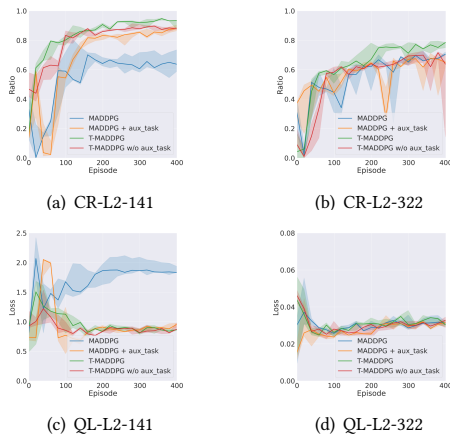 1.0
0.8
0.6
0.4
0.2
0.0
Ratio
0 100 200 300 400
Episode
MADDPG
MADDPG + aux_task
T-MADDPG
T-MADDPG w/o aux_task
(a) CR-L2-141
1.0
0.8
0.6
0.4
0.2
0.0
Ratio
0 100 200 300 400
Episode
MADDPG
MADDPG + aux_task
T-MADDPG
T-MADDPG w/o aux_task
(b) CR-L2-322
2.5
2.0
1.5
1.0
0.5
0.0
Loss
0 100 200 300 400
Episode
MADDPG
MADDPG + aux_task
T-MADDPG
T-MADDPG w/o aux_task
(c) QL-L2-141
0.08
0.06
0.04
0.02
0.00
Loss
0 100 200 300 400
Episode
MADDPG
MADDPG + aux_task
T-MADDPG
T-MADDPG w/o aux_task
(d) QL-L2-322